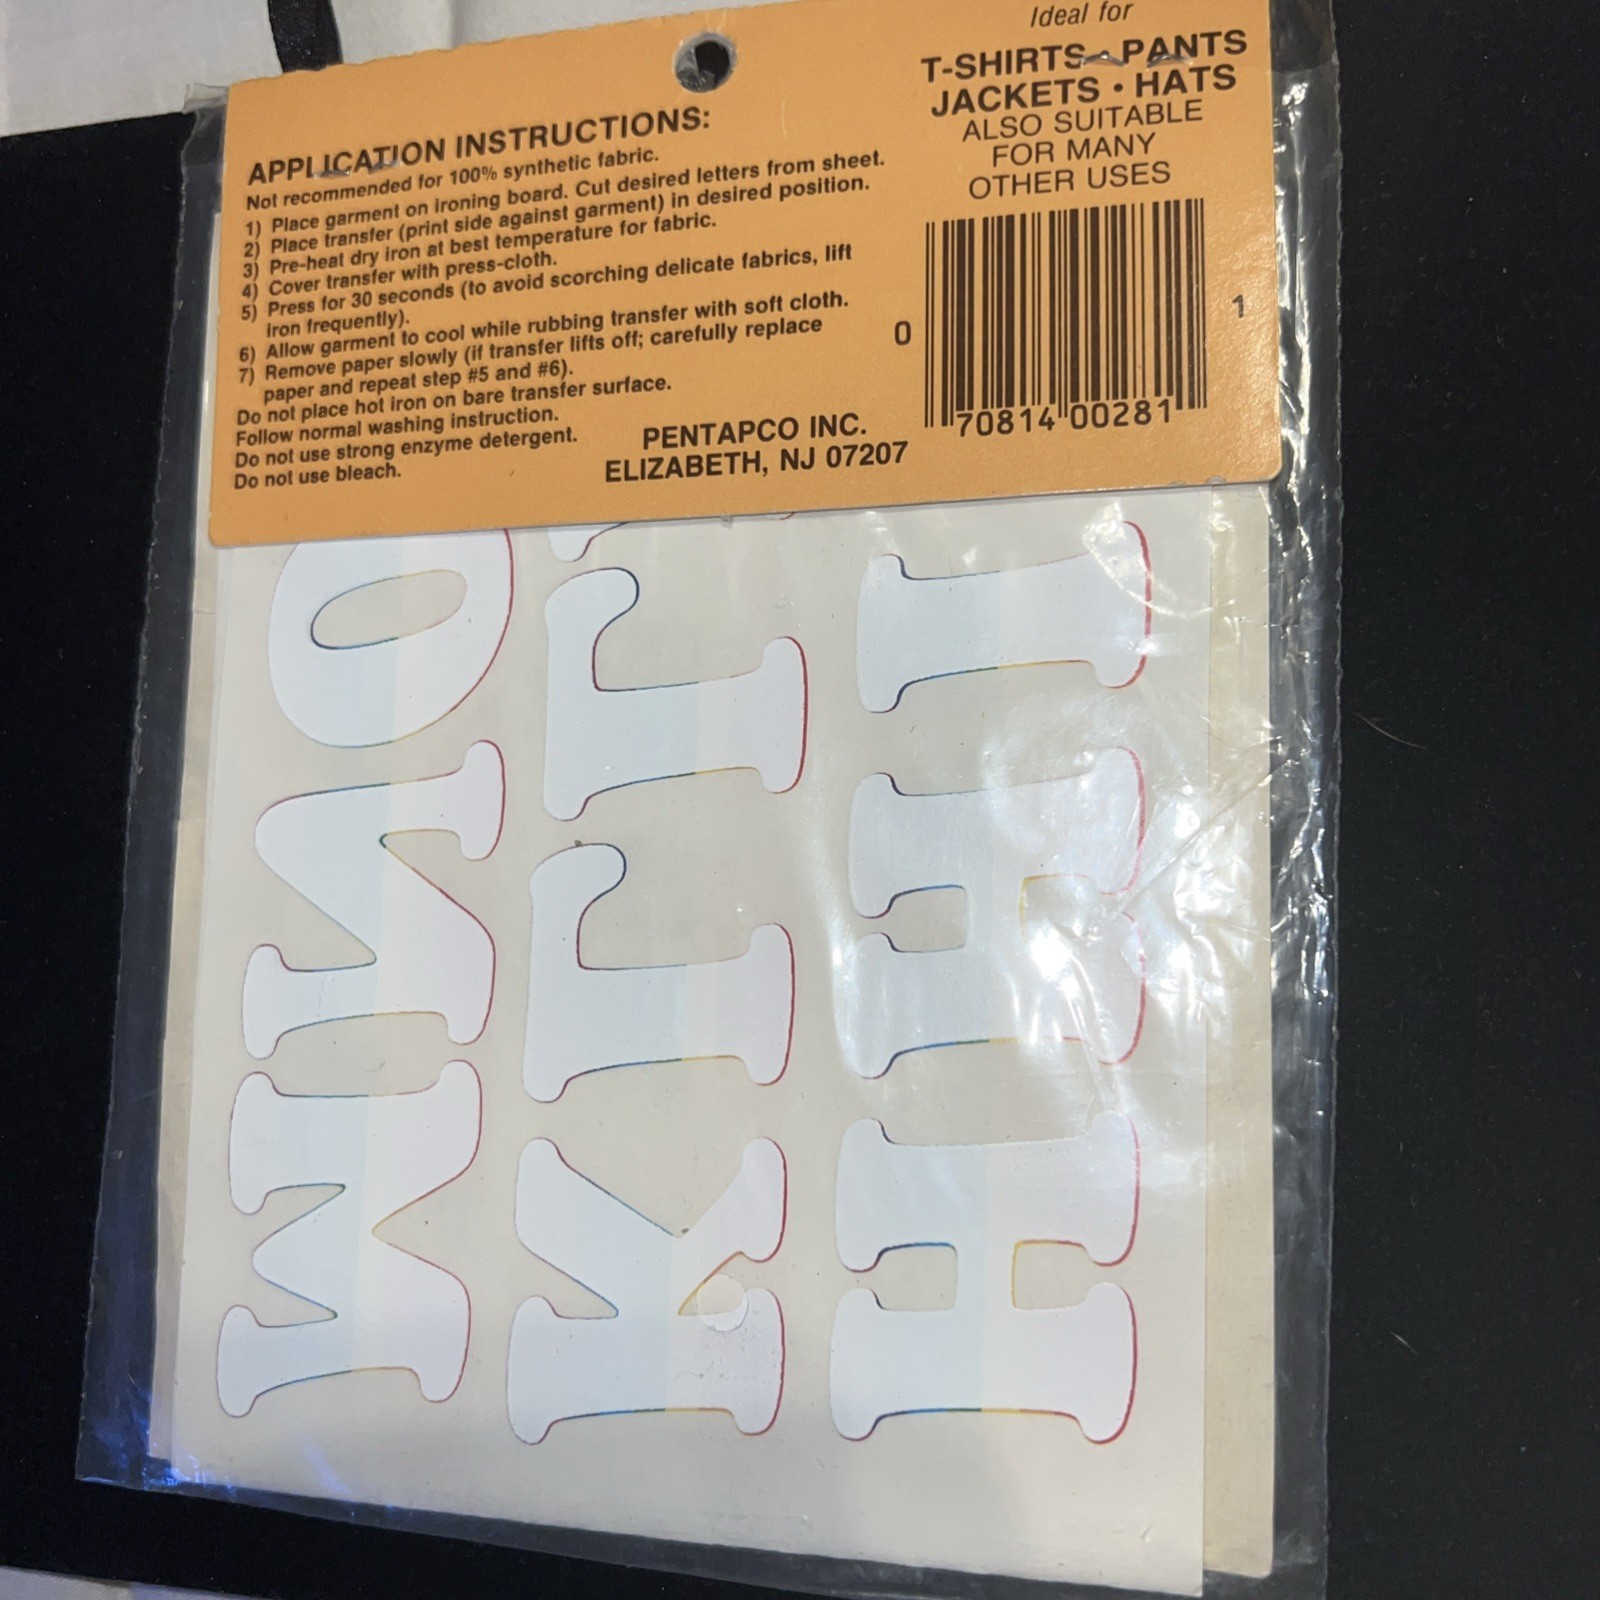 APPLICATION INSTRUCTIONS:
Not recommended for 100% synthetic fabric.
1) Place garment on ironing board. Cut desired letters from sheet.
2) Place transfer (print side against garment) in desired position.
3) Pre-heat dry iron at best temperature for fabric.
4) Cover transfer with press-cloth.
5) Press for 30 seconds (to avoid scorching delicate fabrics, lift
iron frequently).
6) Allow garment to cool while rubbing transfer with soft cloth.
7) Remove paper slowly (if transfer lifts off; carefully replace
paper and repeat step #5 and #6).
Do not place hot iron on bare transfer surface.
Follow normal washing instruction.
Do not use strong enzyme detergent.
Do not use bleach.
PENTAPCO INC.
ELIZABETH, NJ 07207
Ideal for
T-SHIRTS • PANTS
JACKETS • HATS
ALSO SUITABLE
FOR MANY
OTHER USES
0 70814 00281 1
M N O
K L L
H H I